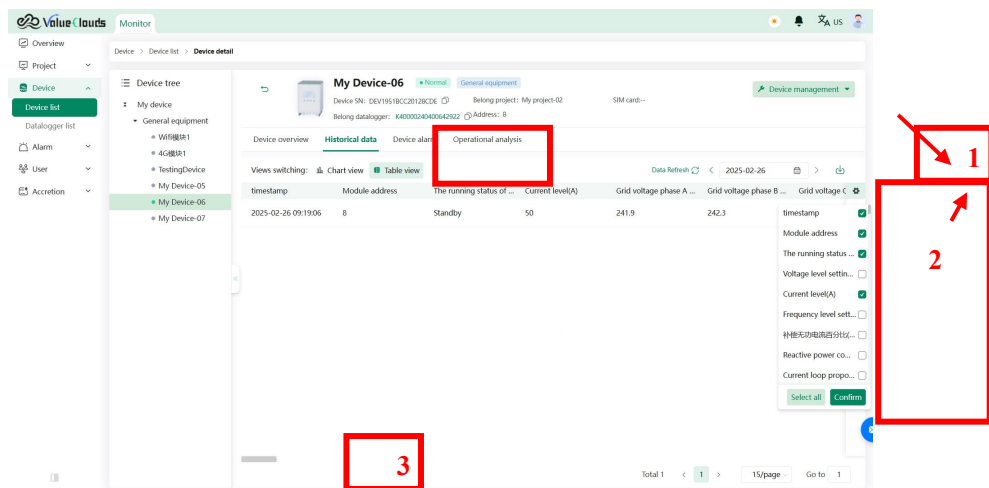 ValueClouds
Monitor
US
Overview
Project
Device
Device list
Datalogger list
Alarm
User
Accretion
Device > Device list > Device detail
Device tree
My device
General equipment
Wifi模块1
4G模块1
TestingDevice
My Device-05
My Device-06
My Device-07
My Device-06 Normal General equipment
Device SN: DEV1951BCC20128CDE Belong project: My project-02 SIM card:--
Belong datalogger: K40000240400642922 Address: 8
Device management
Device overview Historical data Device alarm Operational analysis
Views switching: Chart view Table view Data Refresh < 2025-02-26 >
timestamp Module address The running status of ... Current level(A) Grid voltage phase A ... Grid voltage phase B ... Grid voltage C
2025-02-26 09:19:06 8 Standby 50 241.9 242.3
timestamp
Module address
The running status ...
Voltage level settin...
Current level(A)
Frequency level sett...
补偿无功电流百分比(...
Reactive power co...
Current loop propo...
Select all Confirm
Total 1 < 1 > 15/page Go to 1
1
2
3